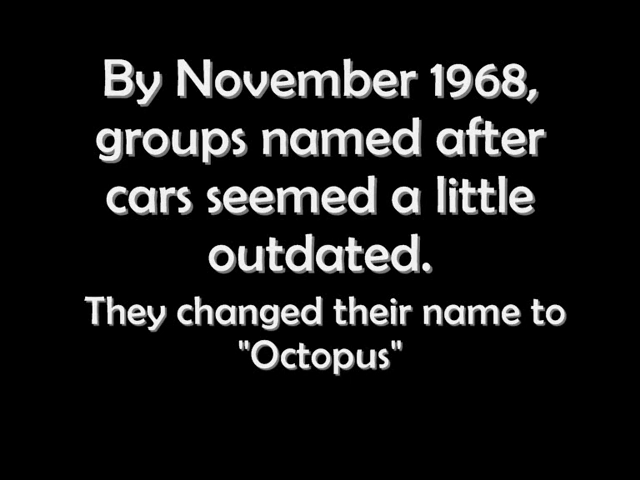 By November 1968,
groups named after
cars seemed a little
outdated.
They changed their name to
"Octopus"